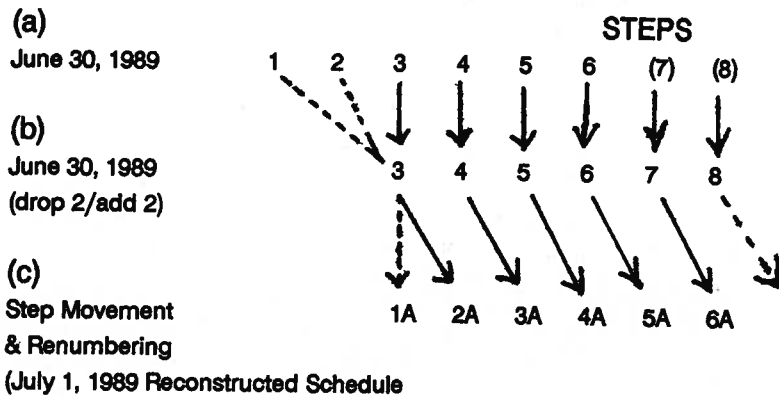 (a)
STEPS
June 30, 1989 1 2 3 4 5 6 (7) (8)
(b)
June 30, 1989 3 4 5 6 7 8
(drop 2/add 2)
(c)
Step Movement 1A 2A 3A 4A 5A 6A
& Renumbering
(July 1, 1989 Reconstructed Schedule